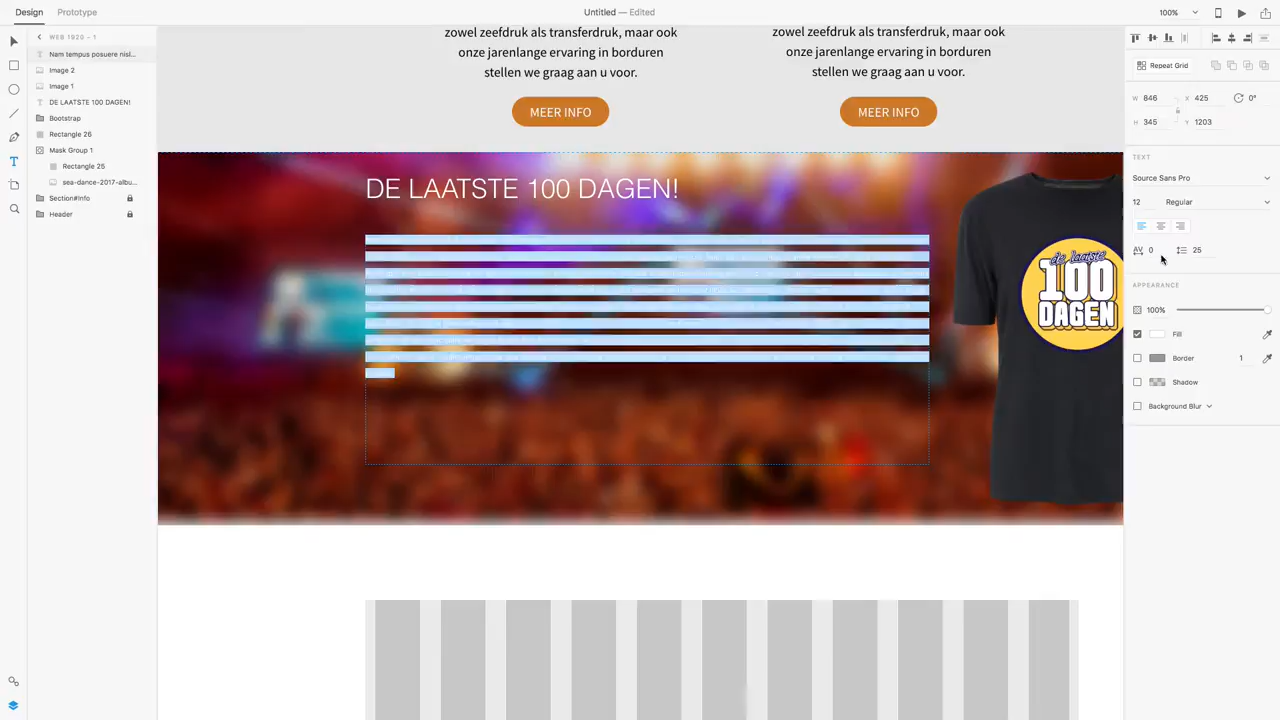 Design
Prototype
Untitled — Edited
100%
WEB 1920 – 1
Nam tempus posuere nisl...
Image 2
Image 1
DE LAATSTE 100 DAGEN!
Bootstrap
Rectangle 26
Mask Group 1
Rectangle 25
sea-dance-2017-albu...
Section#Info
Header
zowel zeefdruk als transferdruk, maar ook
onze jarenlange ervaring in borduren
stellen we graag aan u voor.
MEER INFO
zowel zeefdruk als transferdruk, maar ook
onze jarenlange ervaring in borduren
stellen we graag aan u voor.
MEER INFO
DE LAATSTE 100 DAGEN!
de laatste
100
DAGEN
Repeat Grid
W 846 X 425 0°
H 345 Y 1203
TEXT
Source Sans Pro
12 Regular
AV 0 25
APPEARANCE
100%
Fill
Border 1
Shadow
Background Blur